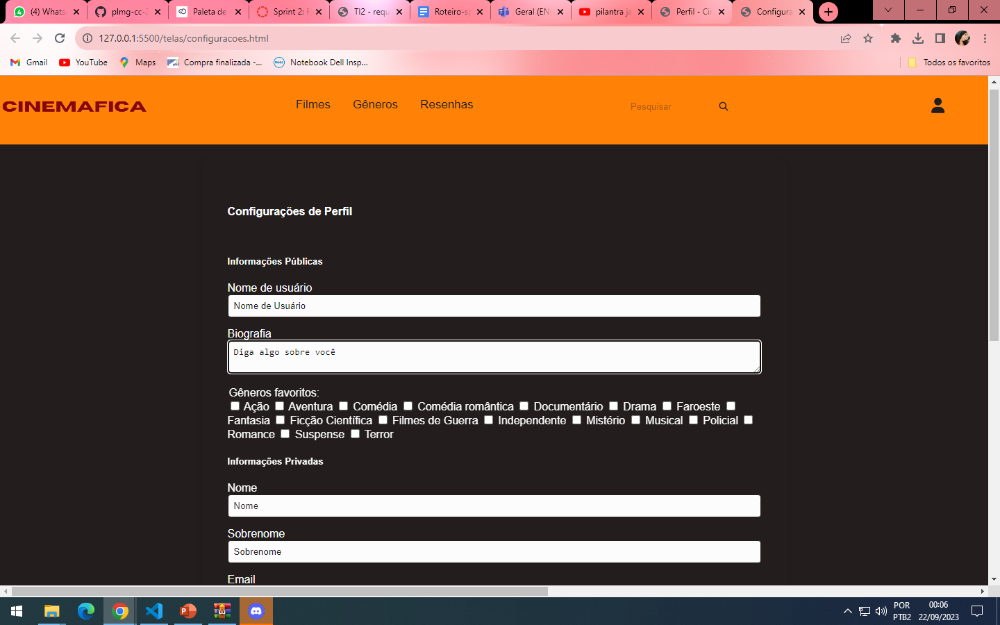 (4) Whats
plmg-cc-2
Paleta de
Sprint 2: R
TI2 - requ
Roteiro-sp
Geral (EN
pilantra ja
Perfil - Cin
Configura
127.0.0.1:5500/telas/configuracoes.html
Gmail
YouTube
Maps
Compra finalizada -...
Notebook Dell Insp...
Todos os favoritos
CINEMAFICA
Filmes
Gêneros
Resenhas
Pesquisar
Configurações de Perfil
Informações Públicas
Nome de usuário
Nome de Usuário
Biografia
Diga algo sobre você
Gêneros favoritos:
Ação Aventura Comédia Comédia romântica Documentário Drama Faroeste
Fantasia Ficção Científica Filmes de Guerra Independente Mistério Musical Policial
Romance Suspense Terror
Informações Privadas
Nome
Nome
Sobrenome
Sobrenome
Email
POR
PTB2
00:06
22/09/2023